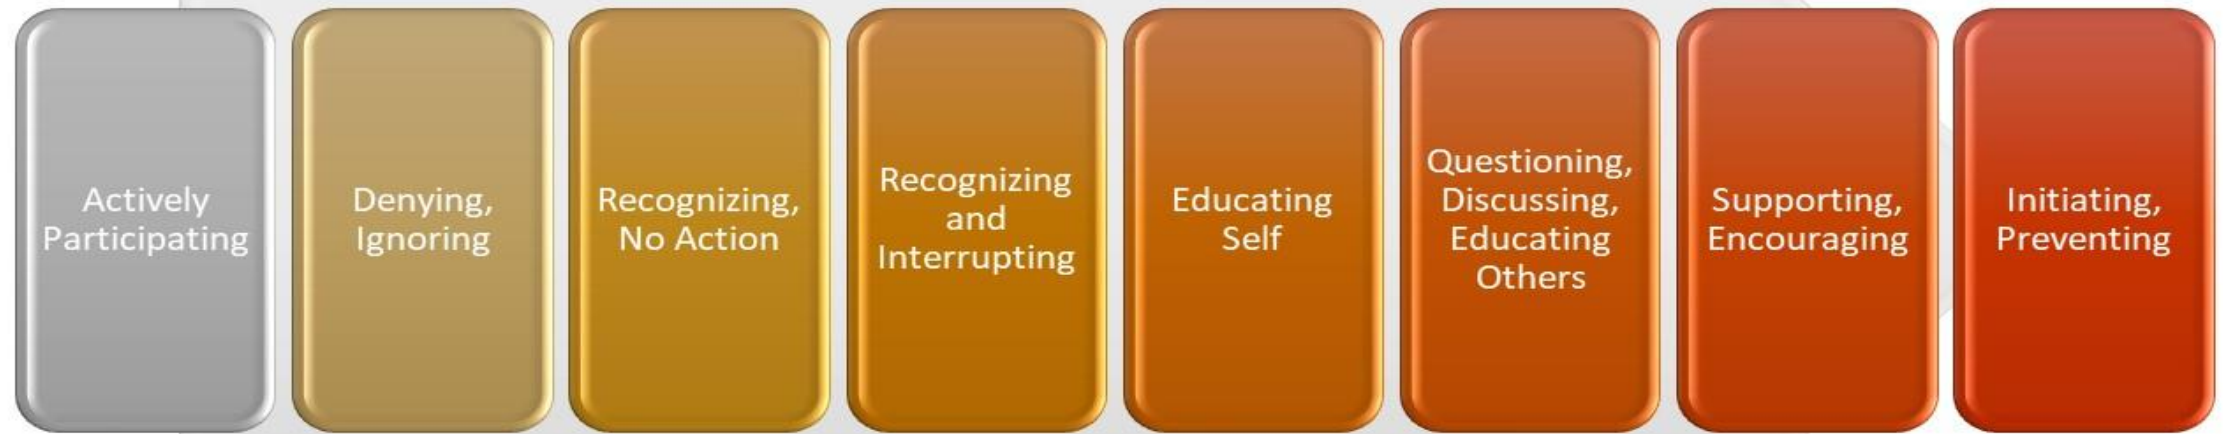 Actively
Participating
Denying,
Ignoring
Recognizing,
No Action
Recognizing
and
Interrupting
Educating
Self
Questioning,
Discussing,
Educating
Others
Supporting,
Encouraging
Initiating,
Preventing